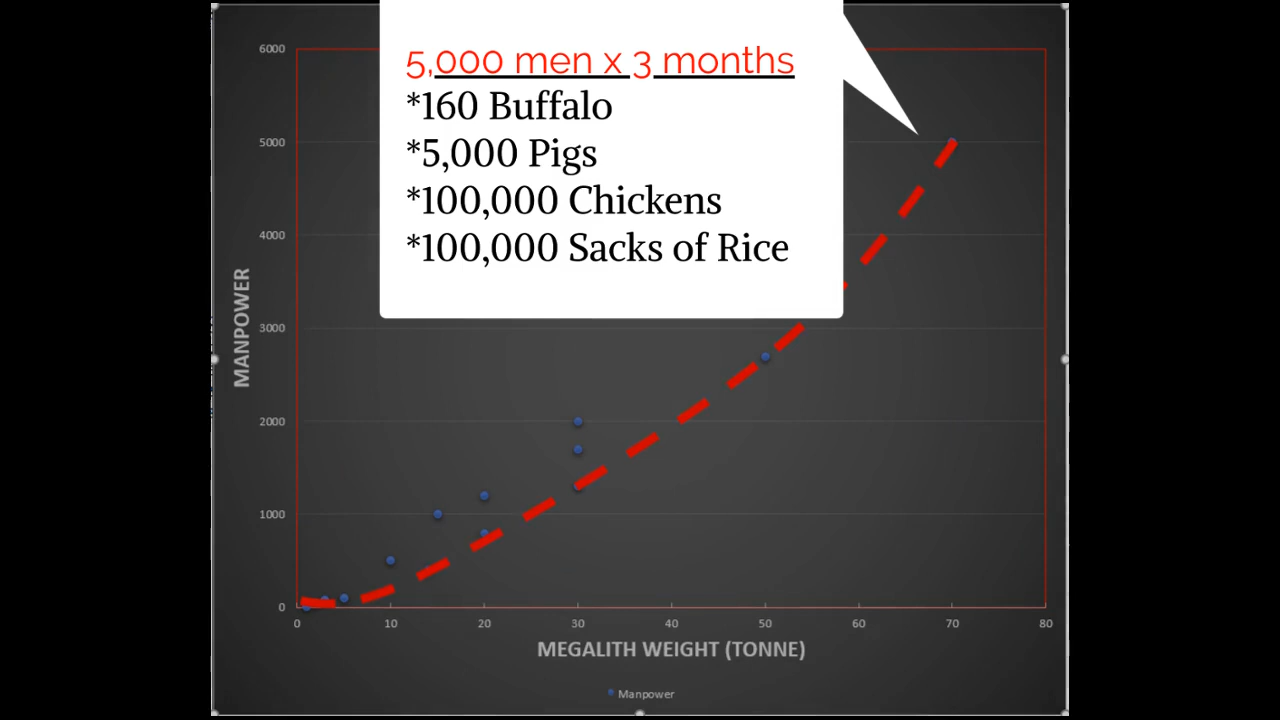 5,000 men x 3 months
*160 Buffalo
*5,000 Pigs
*100,000 Chickens
*100,000 Sacks of Rice
6000
5000
4000
3000
2000
1000
0
MANPOWER
0 10 20 30 40 50 60 70 80
MEGALITH WEIGHT (TONNE)
Manpower